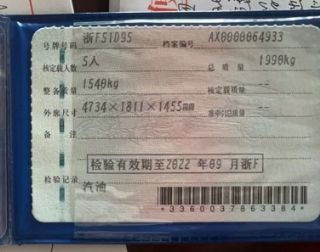 号牌号码 浙F51D95 档案编号 AX0000064933
核定载人数 5人 总质量 1990kg
整备质量 1540kg 核定载质量 --
外廓尺寸 4734×1811×1455mm 准牵引总质量 --
备注
检验有效期至2022年09月浙F
检验记录
汽油
*3360037863384*